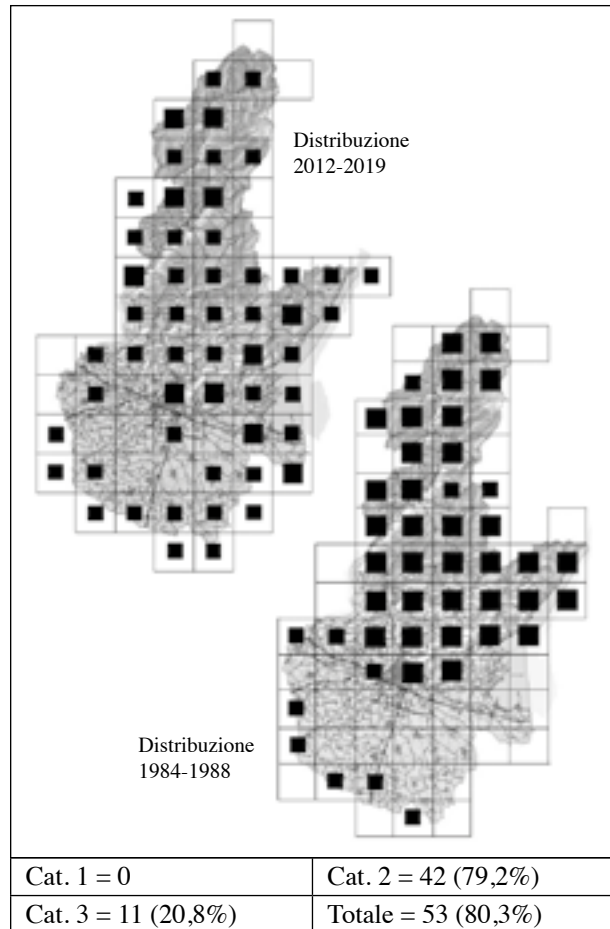 Distribuzione
2012-2019
Distribuzione
1984-1988
Cat. 1 = 0
Cat. 2 = 42 (79,2%)
Cat. 3 = 11 (20,8%)
Totale = 53 (80,3%)